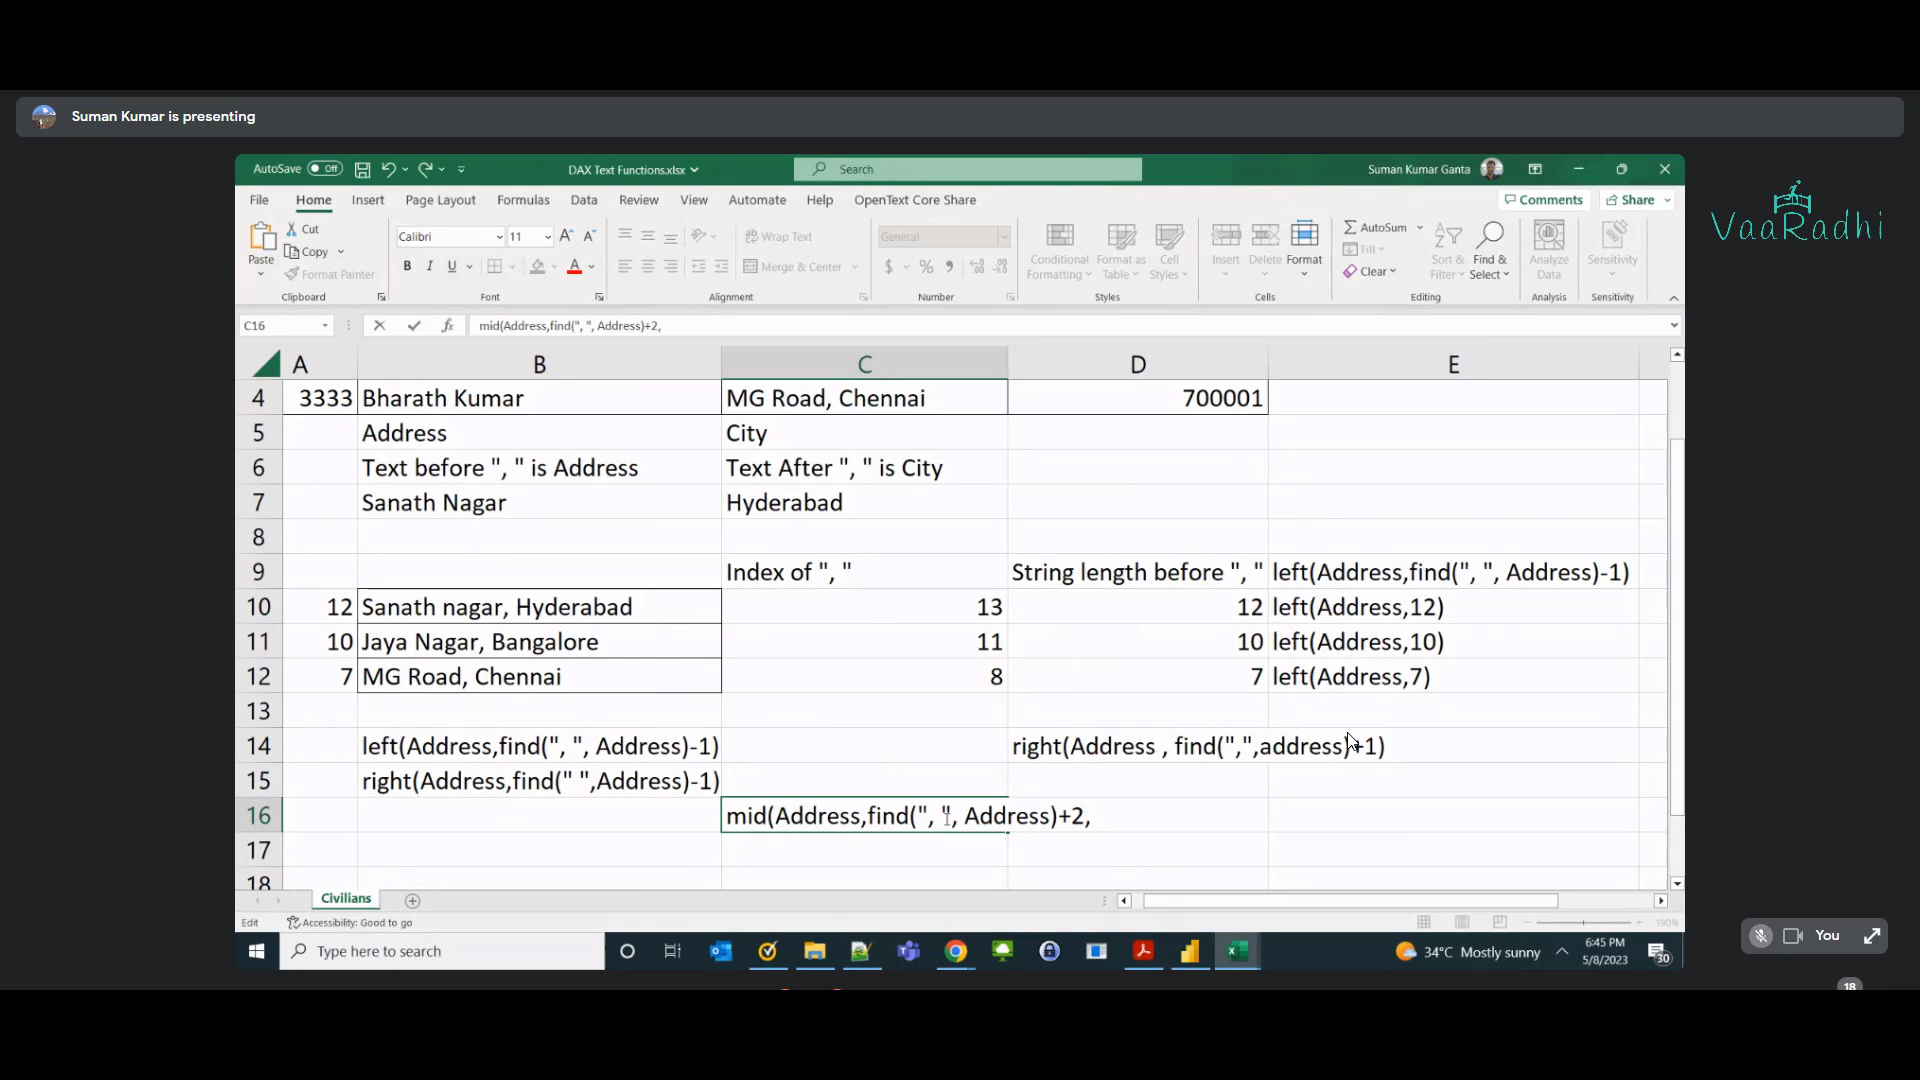 Suman Kumar is presenting
VaaRadhi
AutoSave Off DAX Text Functions.xlsx Search Suman Kumar Ganta
File Home Insert Page Layout Formulas Data Review View Automate Help OpenText Core Share Comments Share
Paste Cut Copy Format Painter Clipboard
Calibri 11 B I U A Font
Wrap Text Merge & Center Alignment
General $ % Number
Conditional Formatting Format as Table Cell Styles Styles
Insert Delete Format Cells
AutoSum Fill Clear Sort & Filter Find & Select Editing
Analyze Data Analysis
Sensitivity Sensitivity
C16 fx mid(Address,find(", ", Address)+2,
A B C D E
4 3333 Bharath Kumar MG Road, Chennai 700001
5 Address City
6 Text before ", " is Address Text After ", " is City
7 Sanath Nagar Hyderabad
8
9 Index of ", " String length before ", " left(Address,find(", ", Address)-1)
10 12 Sanath nagar, Hyderabad 13 12 left(Address,12)
11 10 Jaya Nagar, Bangalore 11 10 left(Address,10)
12 7 MG Road, Chennai 8 7 left(Address,7)
13
14 left(Address,find(", ", Address)-1) right(Address , find(",",address)+1)
15 right(Address,find(" ",Address)-1)
16 mid(Address,find(", ", Address)+2,
17
18
Civilians
Edit Accessibility: Good to go 190%
Type here to search 34°C Mostly sunny 6:45 PM
5/8/2023 30
You
18